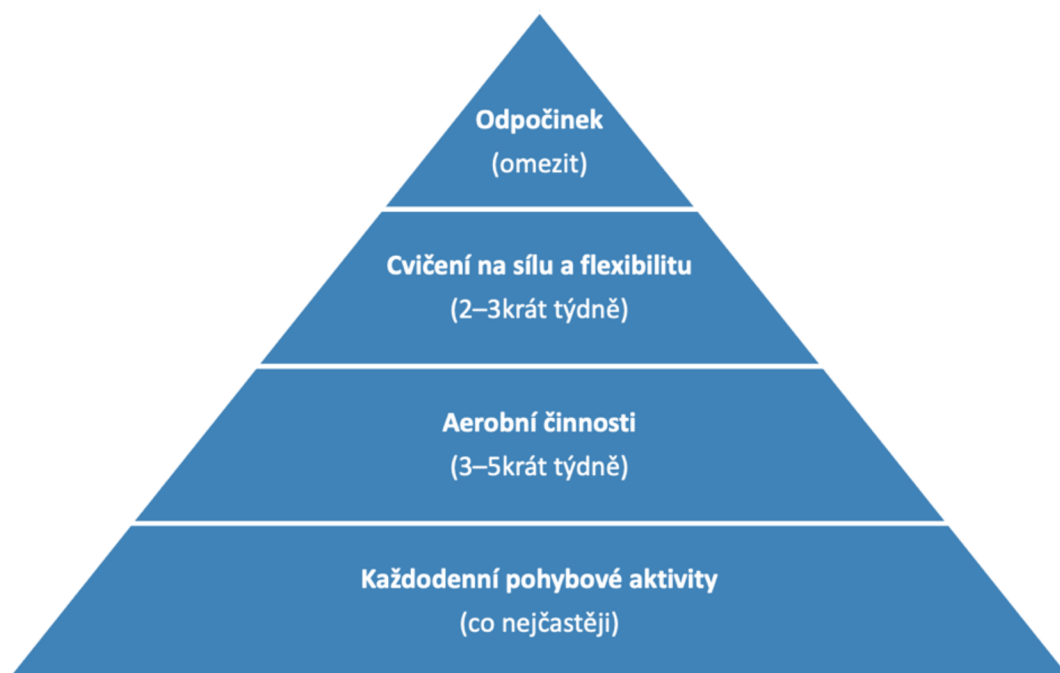 Odpočinek
(omezit)
Cvičení na sílu a flexibilitu
(2–3krát týdně)
Aerobní činnosti
(3–5krát týdně)
Každodenní pohybové aktivity
(co nejčastěji)